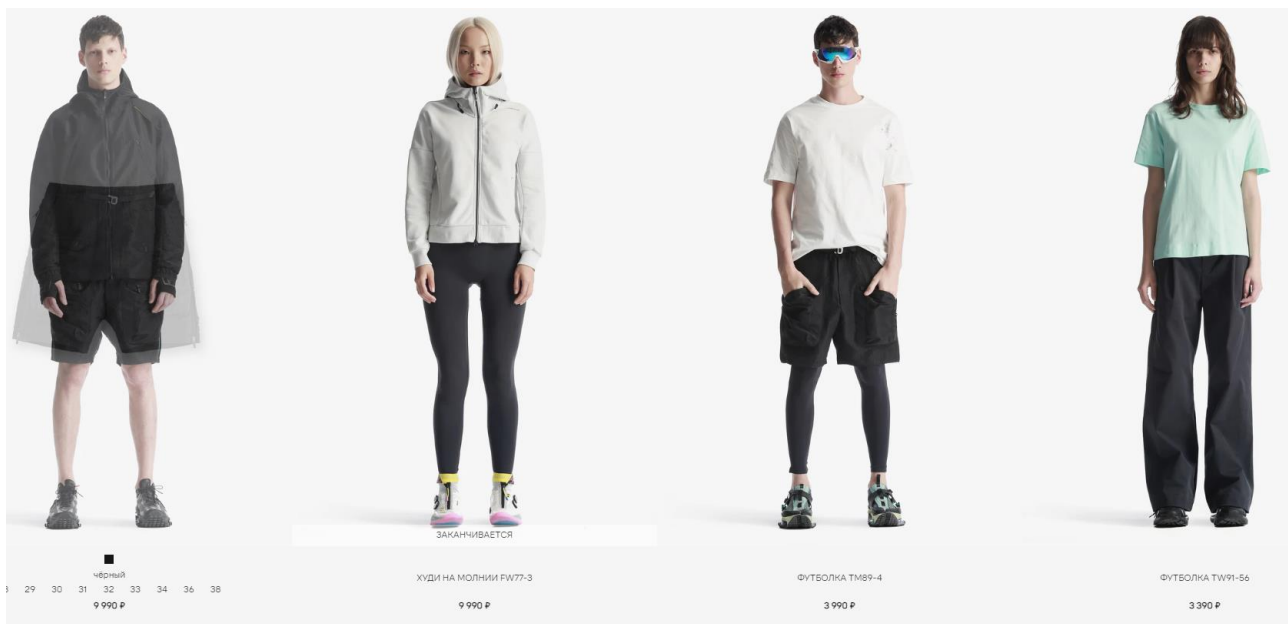 ЗАКАНЧИВАЕТСЯ
чёрный
29 30 31 32 33 34 36 38
9 990 ₽
ХУДИ НА МОЛНИИ FW77-3
9 990 ₽
ФУТБОЛКА TM89-4
3 990 ₽
ФУТБОЛКА TW91-56
3 390 ₽